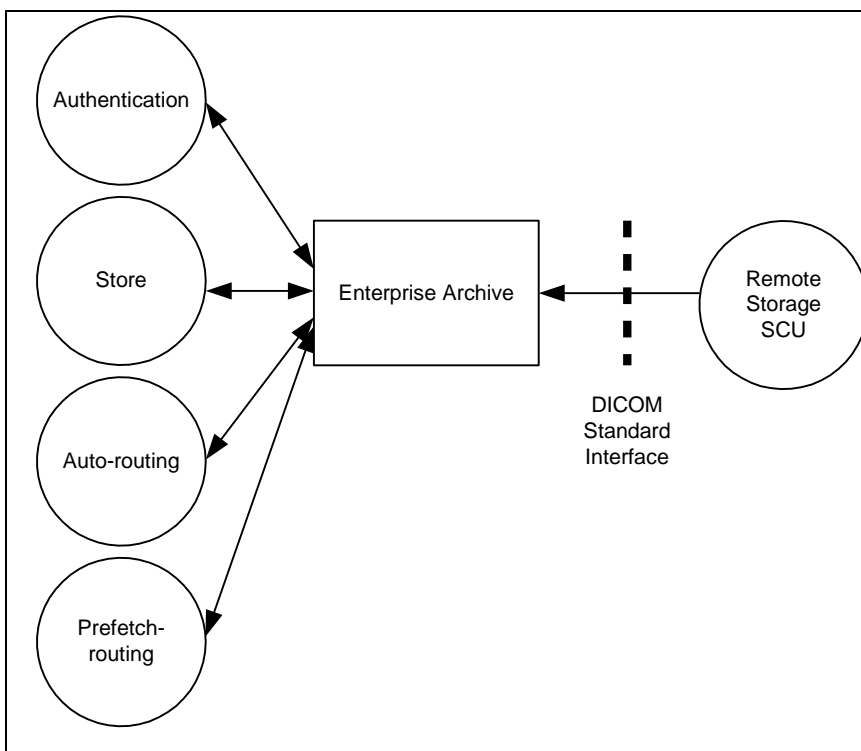 Authentication
Store
Enterprise Archive
Remote
Storage
SCU
DICOM
Standard
Interface
Auto-routing
Prefetch-
routing